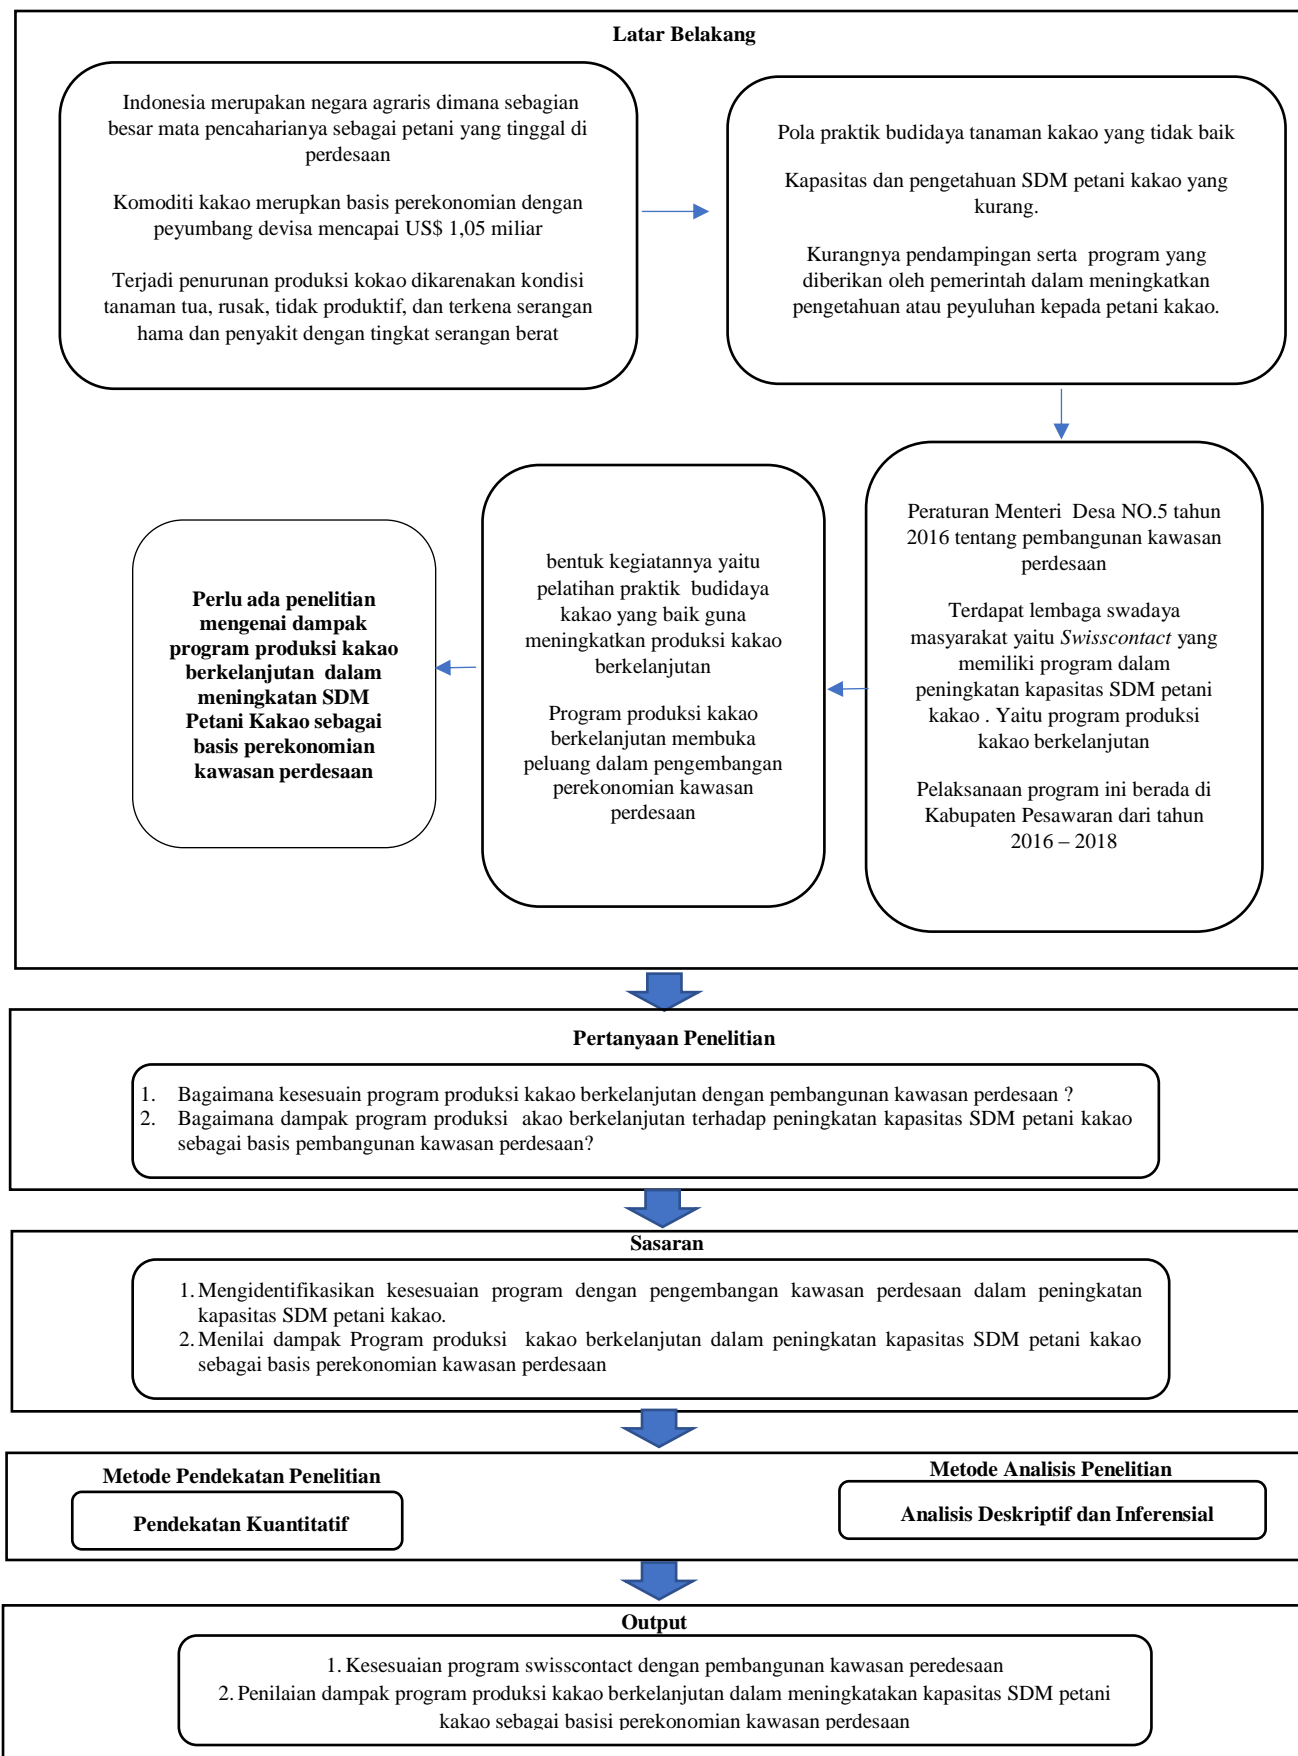 Latar Belakang
Indonesia merupakan negara agraris dimana sebagian
besar mata pencaharianya sebagai petani yang tinggal di
perdesaan
Komoditi kakao merupkan basis perekonomian dengan
peyumbang devisa mencapai US$ 1,05 miliar
Terjadi penurunan produksi kokao dikarenakan kondisi
tanaman tua, rusak, tidak produktif, dan terkena serangan
hama dan penyakit dengan tingkat serangan berat
Pola praktik budidaya tanaman kakao yang tidak baik
Kapasitas dan pengetahuan SDM petani kakao yang
kurang.
Kurangnya pendampingan serta program yang
diberikan oleh pemerintah dalam meningkatkan
pengetahuan atau peyuluhan kepada petani kakao.
Peraturan Menteri Desa NO.5 tahun
2016 tentang pembangunan kawasan
perdesaan
Terdapat lembaga swadaya
masyarakat yaitu Swisscontact yang
memiliki program dalam
peningkatan kapasitas SDM petani
kakao . Yaitu program produksi
kakao berkelanjutan
Pelaksanaan program ini berada di
Kabupaten Pesawaran dari tahun
2016 – 2018
bentuk kegiatannya yaitu
pelatihan praktik budidaya
kakao yang baik guna
meningkatkan produksi kakao
berkelanjutan
Program produksi kakao
berkelanjutan membuka
peluang dalam pengembangan
perekonomian kawasan
perdesaan
Perlu ada penelitian
mengenai dampak
program produksi kakao
berkelanjutan dalam
meningkatan SDM
Petani Kakao sebagai
basis perekonomian
kawasan perdesaan
Pertanyaan Penelitian
1. Bagaimana kesesuain program produksi kakao berkelanjutan dengan pembangunan kawasan perdesaan ?
2. Bagaimana dampak program produksi akao berkelanjutan terhadap peningkatan kapasitas SDM petani kakao
sebagai basis pembangunan kawasan perdesaan?
Sasaran
1. Mengidentifikasikan kesesuaian program dengan pengembangan kawasan perdesaan dalam peningkatan
kapasitas SDM petani kakao.
2. Menilai dampak Program produksi kakao berkelanjutan dalam peningkatan kapasitas SDM petani kakao
sebagai basis perekonomian kawasan perdesaan
Metode Pendekatan Penelitian
Pendekatan Kuantitatif
Metode Analisis Penelitian
Analisis Deskriptif dan Inferensial
Output
1. Kesesuaian program swisscontact dengan pembangunan kawasan peredesaan
2. Penilaian dampak program produksi kakao berkelanjutan dalam meningkatakan kapasitas SDM petani
kakao sebagai basisi perekonomian kawasan perdesaan